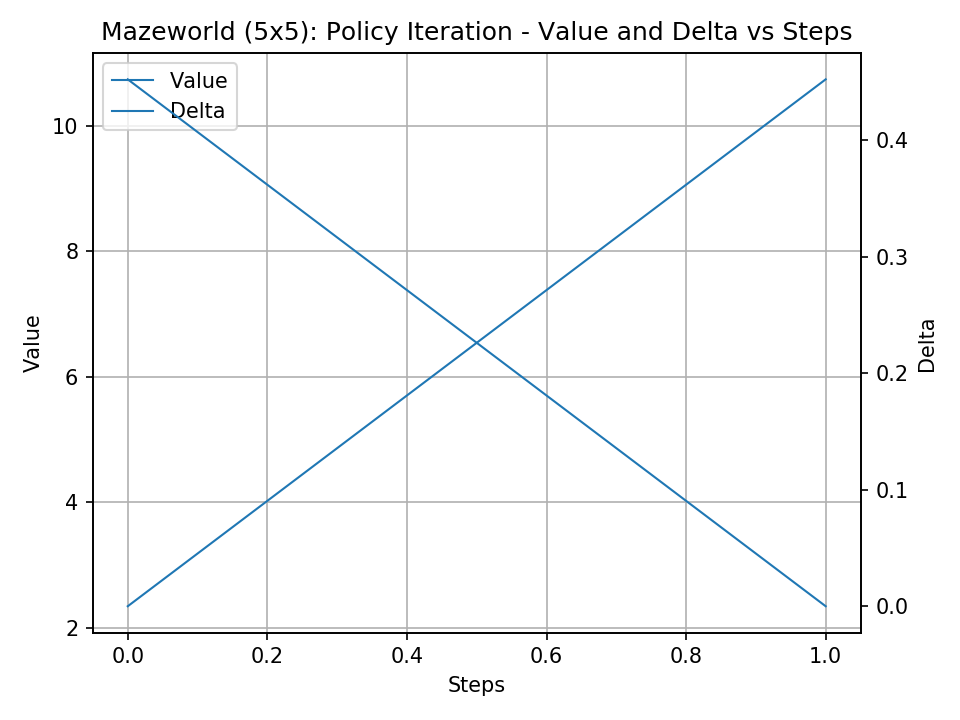 Mazeworld (5x5): Policy Iteration - Value and Delta vs Steps
Value
Delta
10
8
6
4
2
Value
0.4
0.3
0.2
0.1
0.0
Delta
0.0 0.2 0.4 0.6 0.8 1.0
Steps